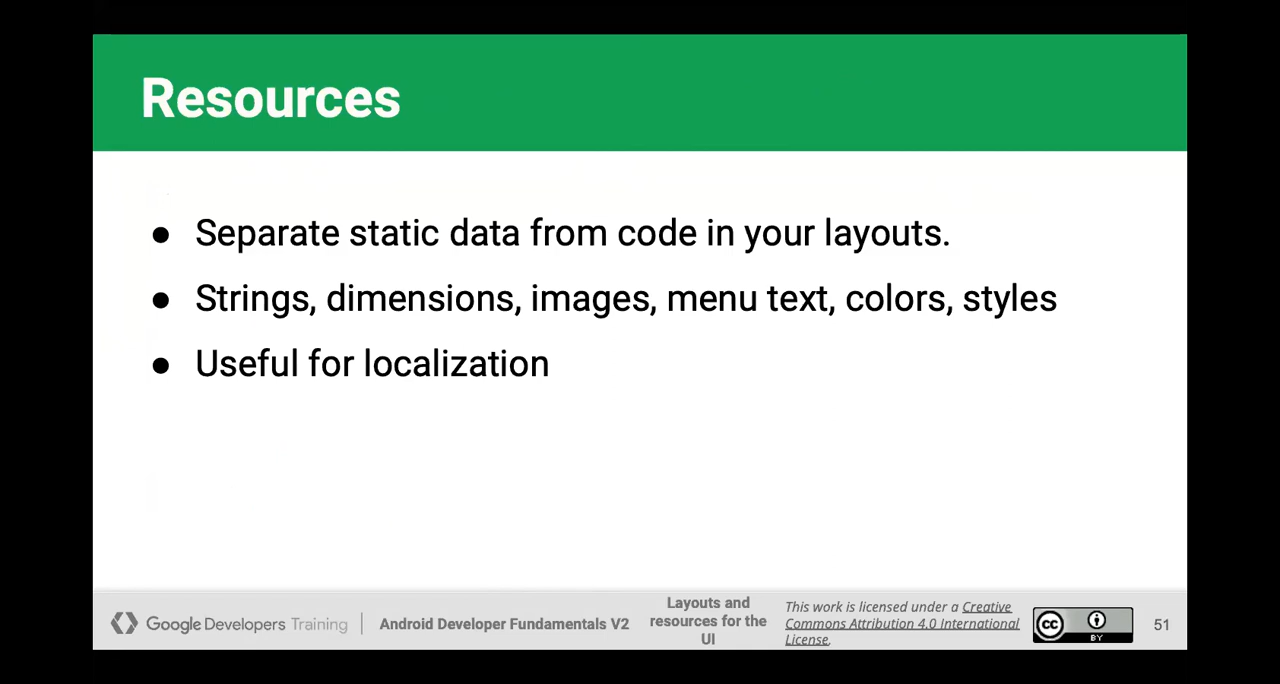 Resources
● Separate static data from code in your layouts.
● Strings, dimensions, images, menu text, colors, styles
● Useful for localization
Google Developers Training
Android Developer Fundamentals V2
Layouts and
resources for the
UI
This work is licensed under a Creative
Commons Attribution 4.0 International
License.
cc
BY
51